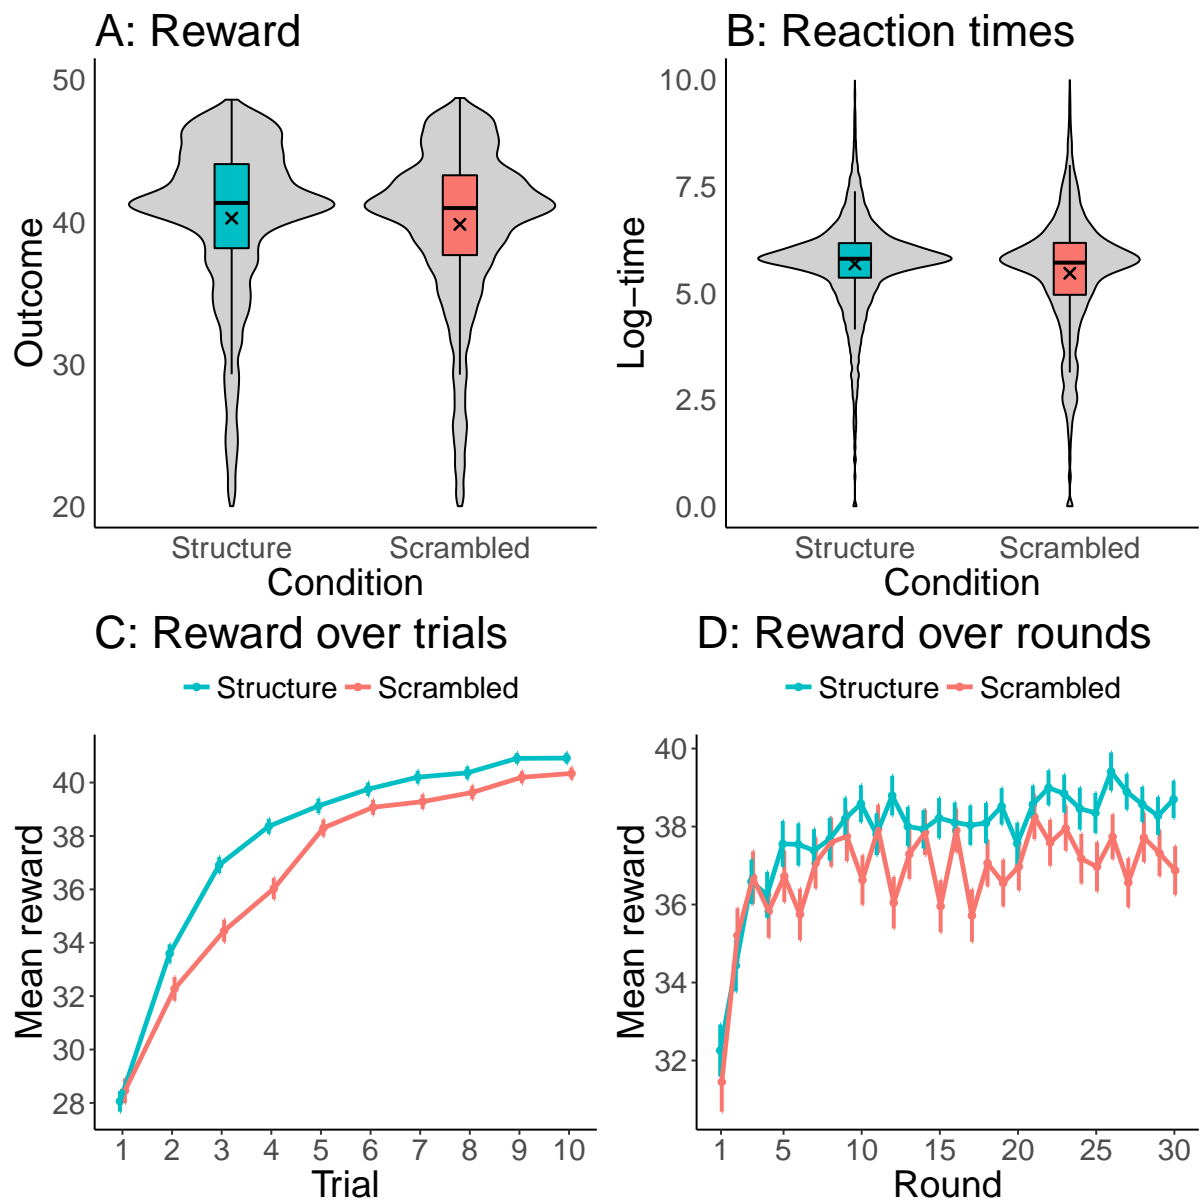 A: Reward
50
40
30
20
Outcome
Structure
Scrambled
Condition
B: Reaction times
10.0
7.5
5.0
2.5
0.0
Log−time
Structure
Scrambled
Condition
C: Reward over trials
Structure Scrambled
40
38
36
34
32
30
28
Mean reward
1 2 3 4 5 6 7 8 9 10
Trial
D: Reward over rounds
Structure Scrambled
40
38
36
34
32
Mean reward
1 5 10 15 20 25 30
Round